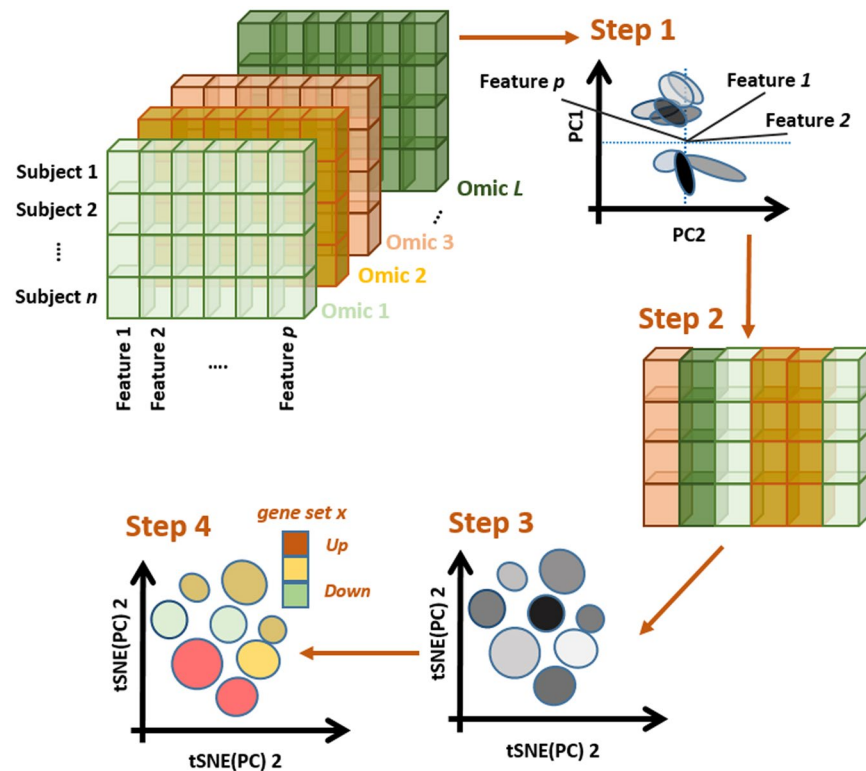 Step 1
Feature p
Feature 1
Feature 2
PC1
PC2
Subject 1
Subject 2
....
Subject n
Omic L
...
Omic 3
Omic 2
Omic 1
Feature 1
Feature 2
....
Feature p
Step 2
Step 3
tSNE(PC) 2
tSNE(PC) 2
Step 4
gene set x
Up
Down
tSNE(PC) 2
tSNE(PC) 2